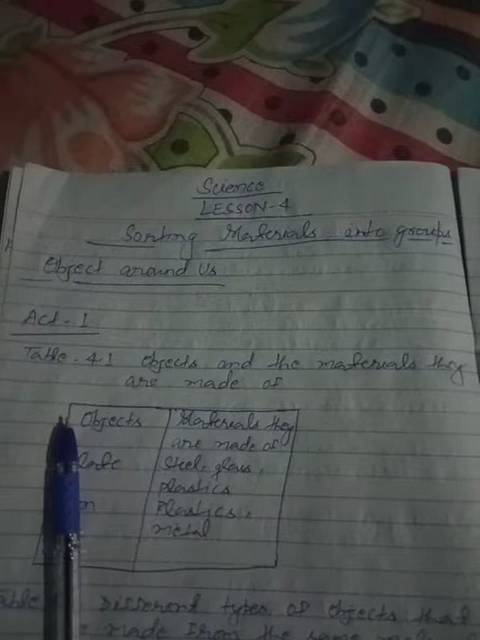 Science
LESSON-4
Sorting Materials into groups
Object around Us
Act-1
Table-4.1 Objects and the materials they
are made of
Objects
Materials they
are made of
Steel, glass,
plastics
Plastics,
metal
Different types of objects that
made from the same